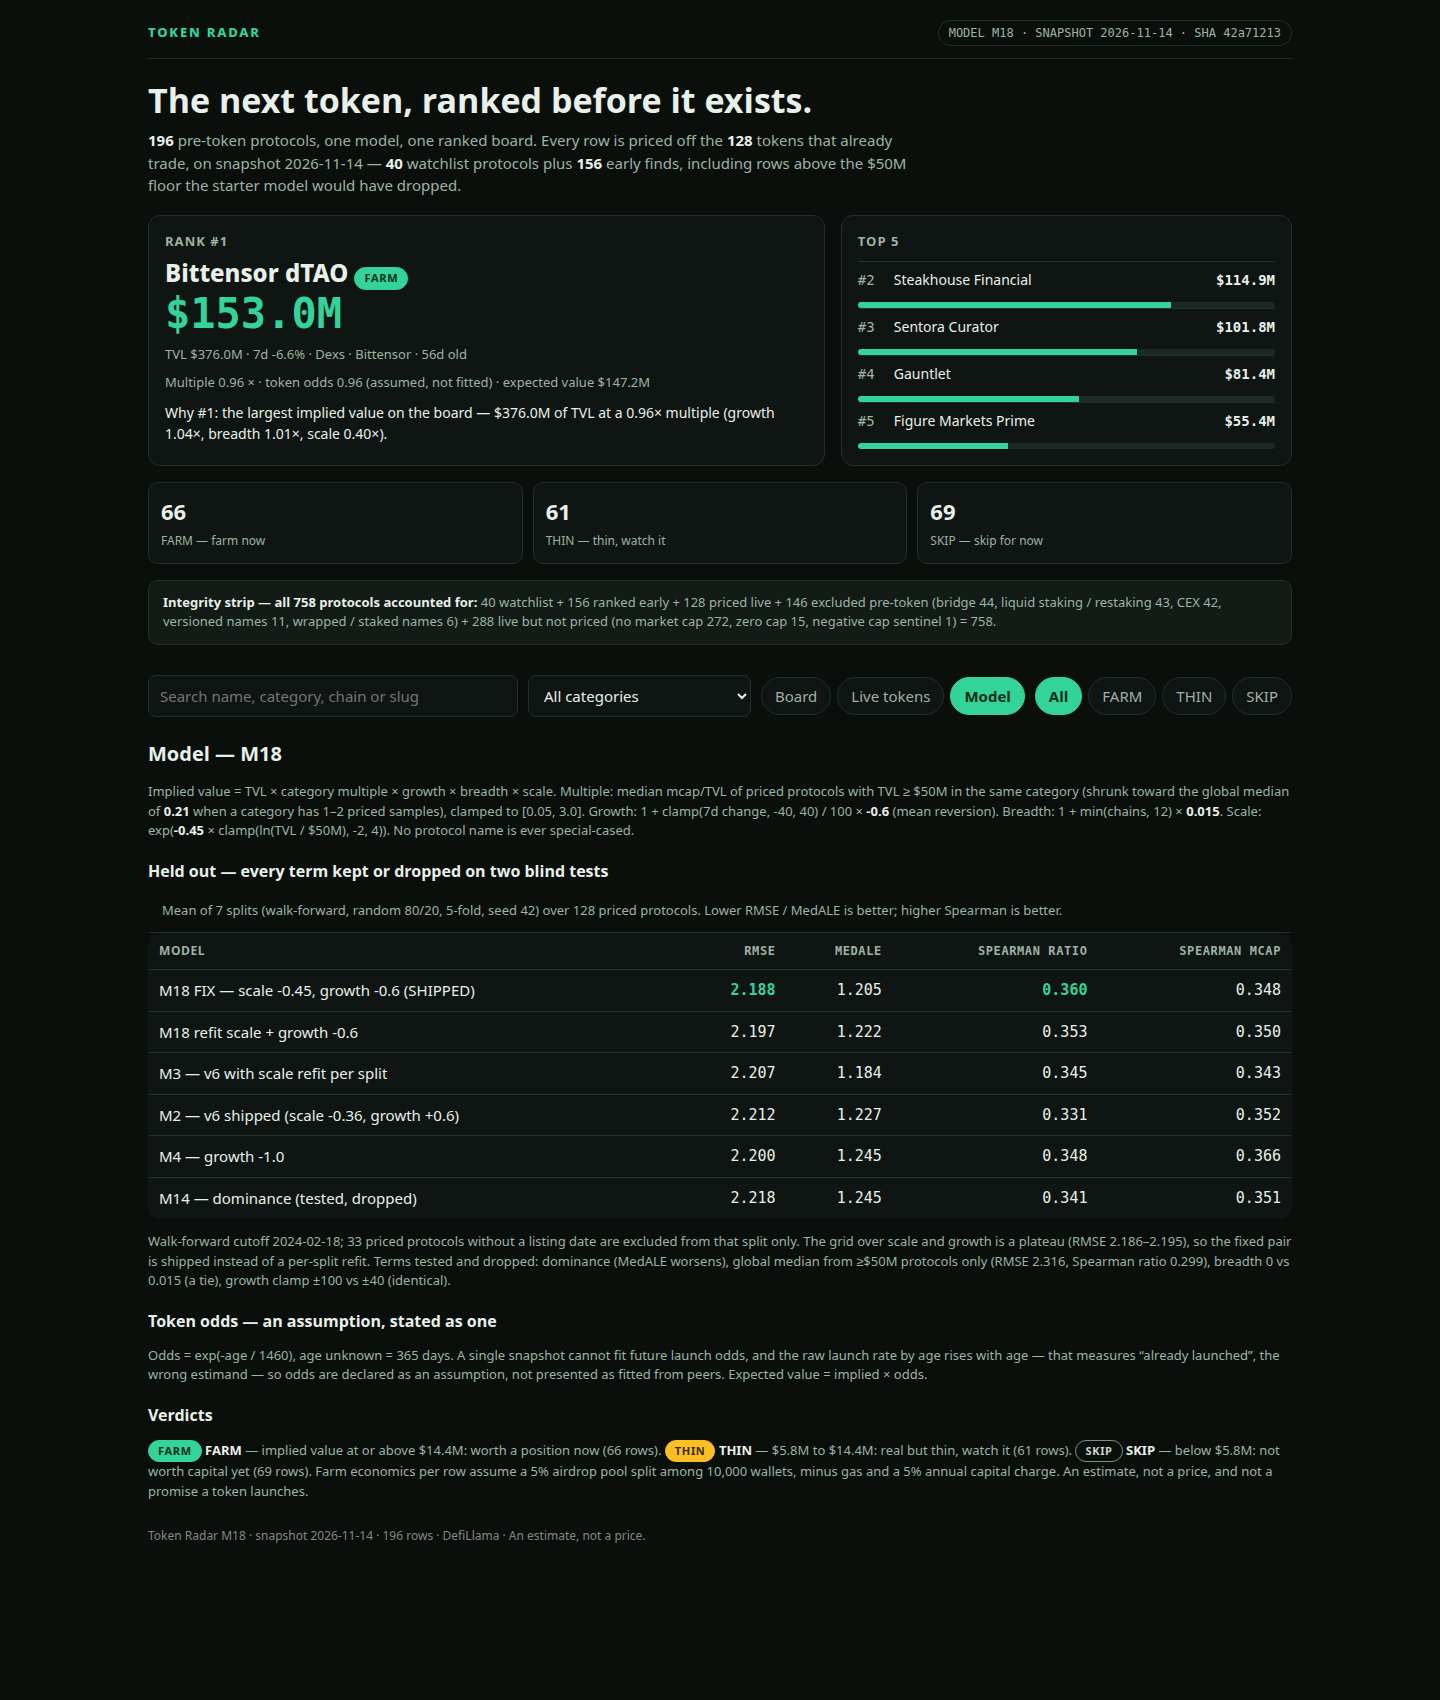 TOKEN RADAR
MODEL M18 · SNAPSHOT 2026-11-14 · SHA 42a71213
The next token, ranked before it exists.
196 pre-token protocols, one model, one ranked board. Every row is priced off the 128 tokens that already
trade, on snapshot 2026-11-14 — 40 watchlist protocols plus 156 early finds, including rows above the $50M
floor the starter model would have dropped.
RANK #1
Bittensor dTAO FARM
$153.0M
TVL $376.0M · 7d -6.6% · Dexs · Bittensor · 56d old
Multiple 0.96 × · token odds 0.96 (assumed, not fitted) · expected value $147.2M
Why #1: the largest implied value on the board — $376.0M of TVL at a 0.96× multiple (growth
1.04×, breadth 1.01×, scale 0.40×).
TOP 5
#2 Steakhouse Financial $114.9M
#3 Sentora Curator $101.8M
#4 Gauntlet $81.4M
#5 Figure Markets Prime $55.4M
66
FARM — farm now
61
THIN — thin, watch it
69
SKIP — skip for now
Integrity strip — all 758 protocols accounted for: 40 watchlist + 156 ranked early + 128 priced live + 146 excluded pre-token (bridge 44, liquid staking / restaking 43, CEX 42,
versioned names 11, wrapped / staked names 6) + 288 live but not priced (no market cap 272, zero cap 15, negative cap sentinel 1) = 758.
Search name, category, chain or slug
All categories
Board Live tokens Model All FARM THIN SKIP
Model — M18
Implied value = TVL × category multiple × growth × breadth × scale. Multiple: median mcap/TVL of priced protocols with TVL ≥ $50M in the same category (shrunk toward the global median
of 0.21 when a category has 1–2 priced samples), clamped to [0.05, 3.0]. Growth: 1 + clamp(7d change, -40, 40) / 100 × -0.6 (mean reversion). Breadth: 1 + min(chains, 12) × 0.015. Scale:
exp(-0.45 × clamp(ln(TVL / $50M), -2, 4)). No protocol name is ever special-cased.
Held out — every term kept or dropped on two blind tests
Mean of 7 splits (walk-forward, random 80/20, 5-fold, seed 42) over 128 priced protocols. Lower RMSE / MedALE is better; higher Spearman is better.
MODEL RMSE MEDALE SPEARMAN RATIO SPEARMAN MCAP
M18 FIX — scale -0.45, growth -0.6 (SHIPPED) 2.188 1.205 0.360 0.348
M18 refit scale + growth -0.6 2.197 1.222 0.353 0.350
M3 — v6 with scale refit per split 2.207 1.184 0.345 0.343
M2 — v6 shipped (scale -0.36, growth +0.6) 2.212 1.227 0.331 0.352
M4 — growth -1.0 2.200 1.245 0.348 0.366
M14 — dominance (tested, dropped) 2.218 1.245 0.341 0.351
Walk-forward cutoff 2024-02-18; 33 priced protocols without a listing date are excluded from that split only. The grid over scale and growth is a plateau (RMSE 2.186–2.195), so the fixed pair
is shipped instead of a per-split refit. Terms tested and dropped: dominance (MedALE worsens), global median from ≥$50M protocols only (RMSE 2.316, Spearman ratio 0.299), breadth 0 vs
0.015 (a tie), growth clamp ±100 vs ±40 (identical).
Token odds — an assumption, stated as one
Odds = exp(-age / 1460), age unknown = 365 days. A single snapshot cannot fit future launch odds, and the raw launch rate by age rises with age — that measures “already launched”, the
wrong estimand — so odds are declared as an assumption, not presented as fitted from peers. Expected value = implied × odds.
Verdicts
FARM FARM — implied value at or above $14.4M: worth a position now (66 rows). THIN THIN — $5.8M to $14.4M: real but thin, watch it (61 rows). SKIP SKIP — below $5.8M: not
worth capital yet (69 rows). Farm economics per row assume a 5% airdrop pool split among 10,000 wallets, minus gas and a 5% annual capital charge. An estimate, not a price, and not a
promise a token launches.
Token Radar M18 · snapshot 2026-11-14 · 196 rows · DefiLlama · An estimate, not a price.